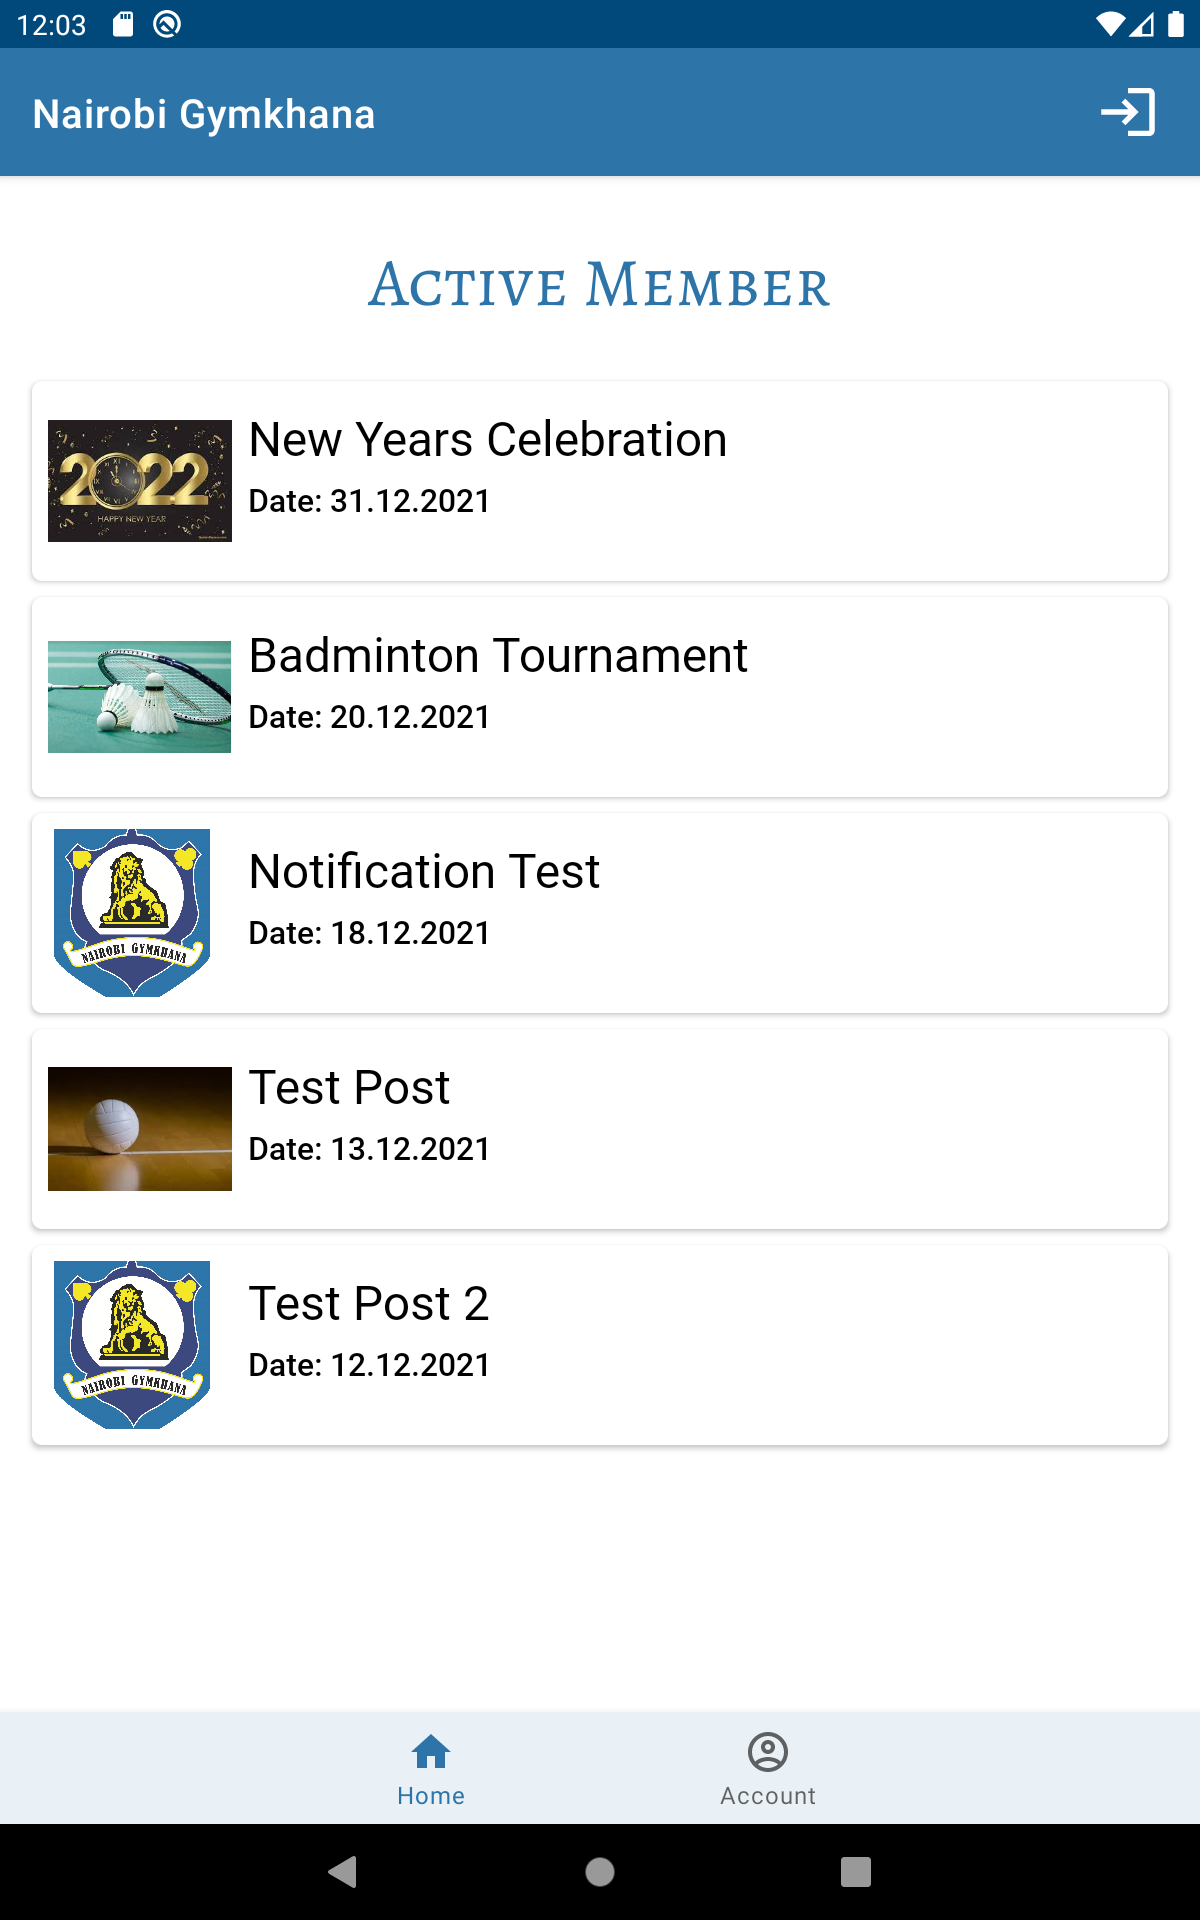 12:03
Nairobi Gymkhana
Active Member
2022
HAPPY NEW YEAR
New Years Celebration
Date: 31.12.2021
Badminton Tournament
Date: 20.12.2021
NAIROBI GYMKHANA
Notification Test
Date: 18.12.2021
Test Post
Date: 13.12.2021
NAIROBI GYMKHANA
Test Post 2
Date: 12.12.2021
Home
Account